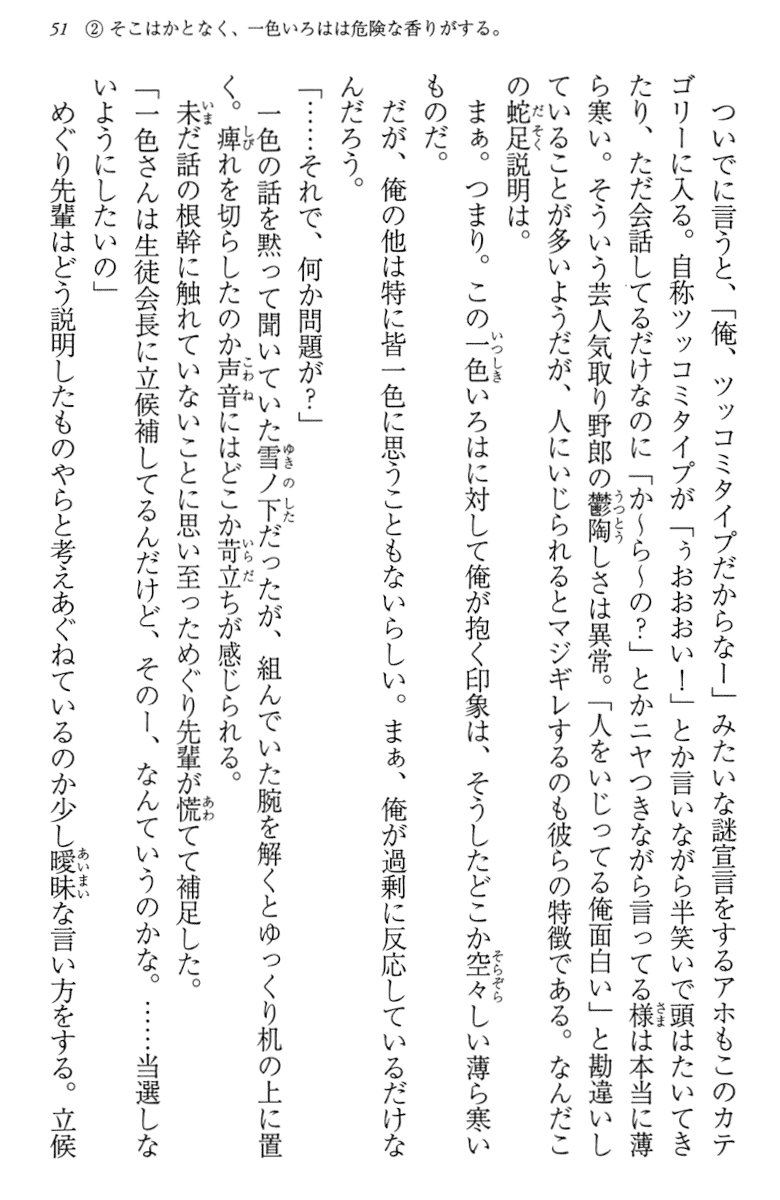 51　② そこはかとなく、一色いろはは危険な香りがする。
　ついでに言うと、「俺、ツッコミタイプだからなー」みたいな謎宣言をするアホもこのカテ
ゴリーに入る。自称ツッコミタイプが「ぅおおおい！」とか言いながら半笑いで頭はたいてき
たり、ただ会話してるだけなのに「か～ら～の？」とかニヤつきながら言ってる様は本当に薄
ら寒い。そういう芸人気取り野郎の鬱陶しさは異常。「人をいじってる俺面白い」と勘違いし
ていることが多いようだが、人にいじられるとマジギレするのも彼らの特徴である。なんだこ
の蛇足説明は。
　まぁ。つまり。この一色いろはに対して俺が抱く印象は、そうしたどこか空々しい薄ら寒い
ものだ。
　だが、俺の他は特に皆一色に思うこともないらしい。まぁ、俺が過剰に反応しているだけな
んだろう。
「……それで、何か問題が？」
　一色の話を黙って聞いていた雪ノ下だったが、組んでいた腕を解くとゆっくり机の上に置
く。痺れを切らしたのか声音にはどこか苛立ちが感じられる。
　未だ話の根幹に触れていないことに思い至っためぐり先輩が慌てて補足した。
「一色さんは生徒会長に立候補してるんだけど、そのー、なんていうのかな。……当選しな
いようにしたいの」
　めぐり先輩はどう説明したものやらと考えあぐねているのか少し曖昧な言い方をする。立候